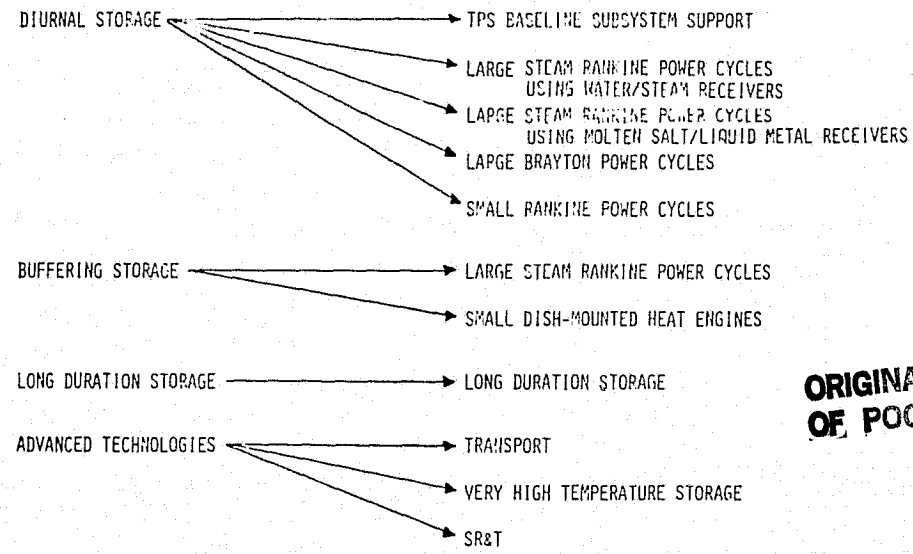 DIURNAL STORAGE
TPS BASELINE SUBSYSTEM SUPPORT
LARGE STEAM RANKINE POWER CYCLES
USING WATER/STEAM RECEIVERS
LARGE STEAM RANKINE POWER CYCLES
USING MOLTEN SALT/LIQUID METAL RECEIVERS
LARGE BRAYTON POWER CYCLES
SMALL RANKINE POWER CYCLES
BUFFERING STORAGE
LARGE STEAM RANKINE POWER CYCLES
SMALL DISH-MOUNTED HEAT ENGINES
LONG DURATION STORAGE
LONG DURATION STORAGE
ORIGINA
OF POO
ADVANCED TECHNOLOGIES
TRANSPORT
VERY HIGH TEMPERATURE STORAGE
SR&T